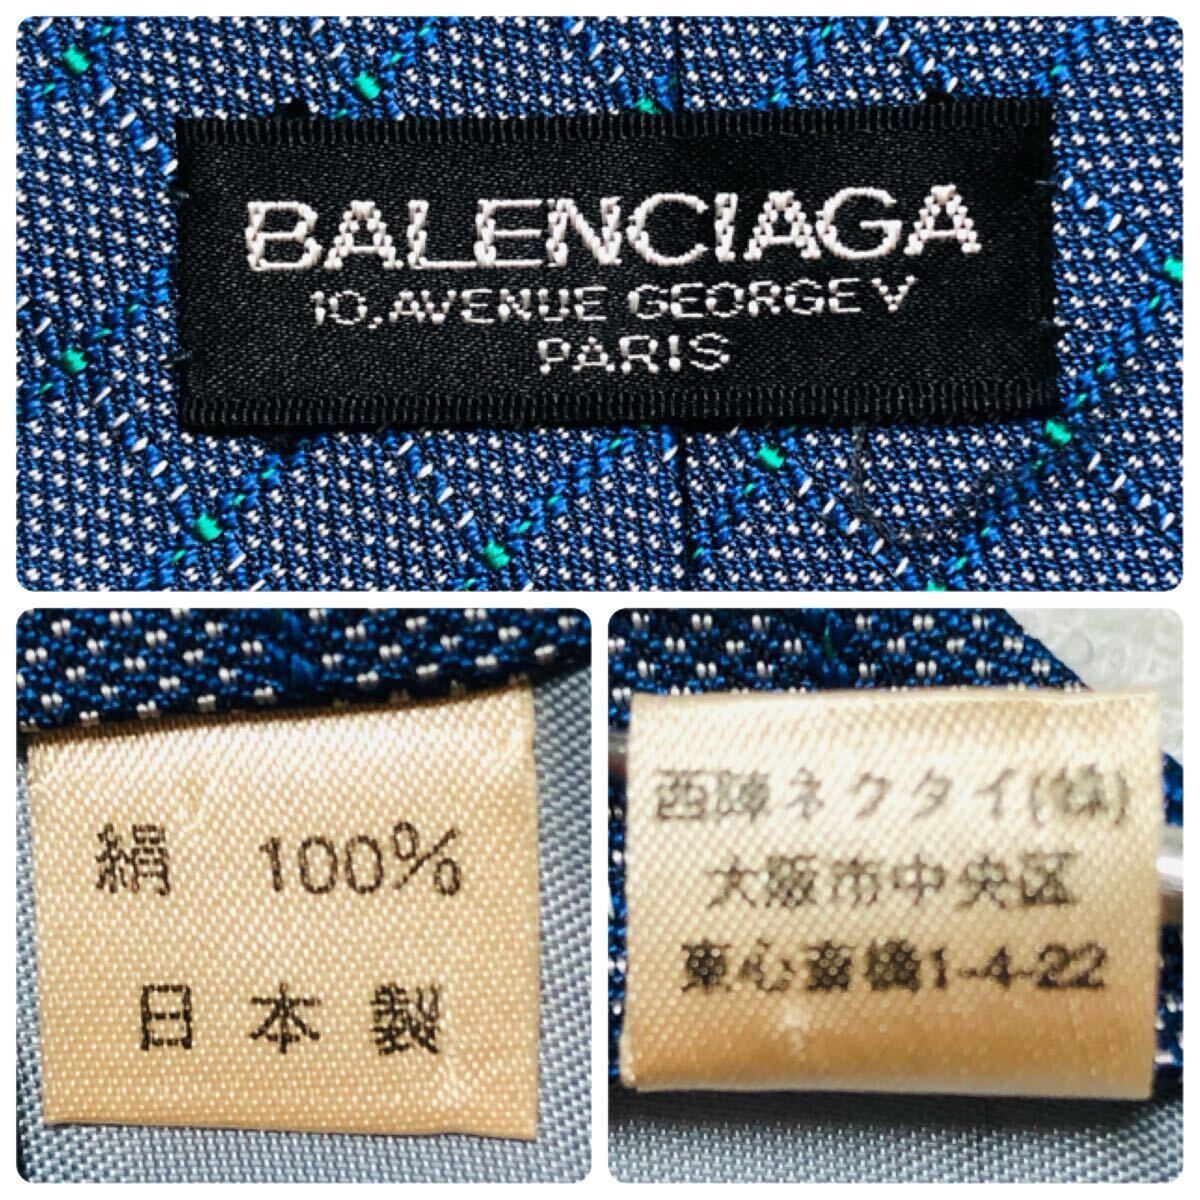 BALENCIAGA
10, AVENUE GEORGE V
PARIS
絹 100%
日本製
西陣ネクタイ(株)
大阪市中央区
東心斎橋1-4-22